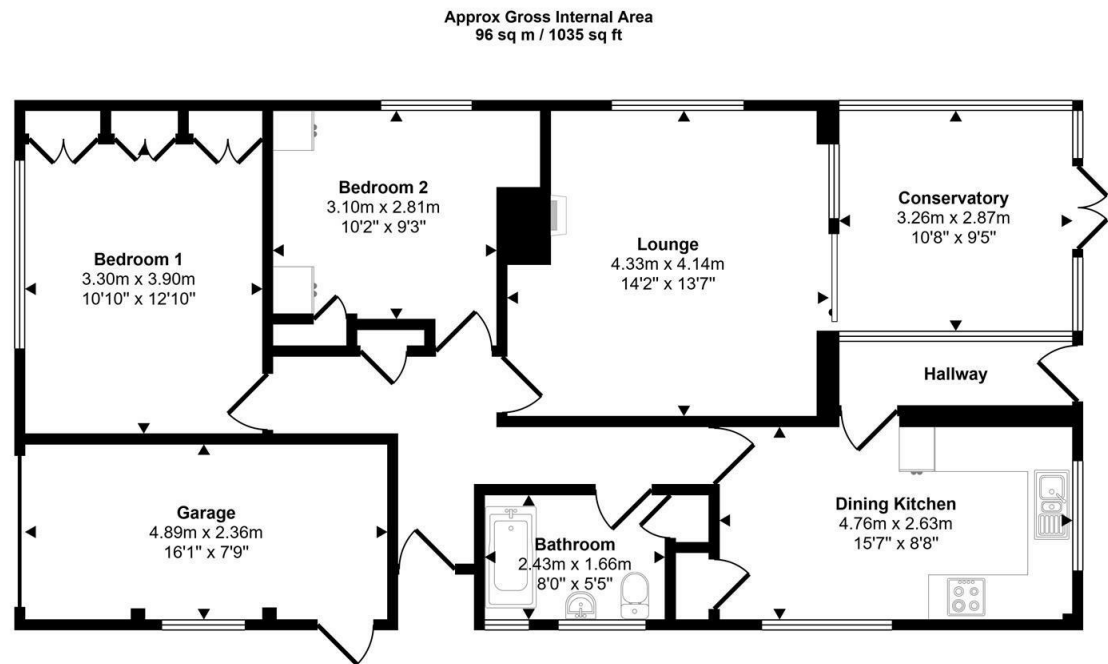 Approx Gross Internal Area
96 sq m / 1035 sq ft
Bedroom 1
3.30m x 3.90m
10'10" x 12'10"
Bedroom 2
3.10m x 2.81m
10'2" x 9'3"
Lounge
4.33m x 4.14m
14'2" x 13'7"
Conservatory
3.26m x 2.87m
10'8" x 9'5"
Hallway
Garage
4.89m x 2.36m
16'1" x 7'9"
Bathroom
2.43m x 1.66m
8'0" x 5'5"
Dining Kitchen
4.76m x 2.63m
15'7" x 8'8"